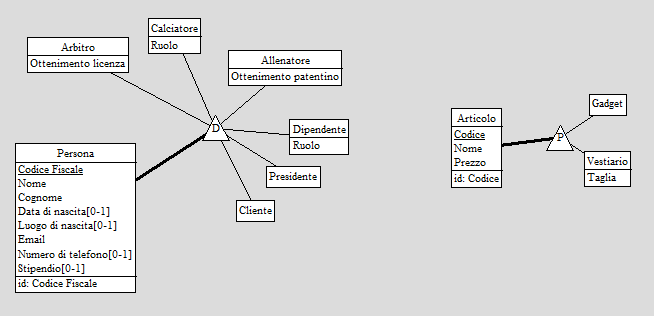 Calciatore
Ruolo
Arbitro
Ottenimento licenza
Allenatore
Ottenimento patentino
D
Dipendente
Ruolo
Presidente
Cliente
Persona
Codice Fiscale
Nome
Cognome
Data di nascita[0-1]
Luogo di nascita[0-1]
Email
Numero di telefono[0-1]
Stipendio[0-1]
id: Codice Fiscale
Articolo
Codice
Nome
Prezzo
id: Codice
P
Gadget
Vestiario
Taglia